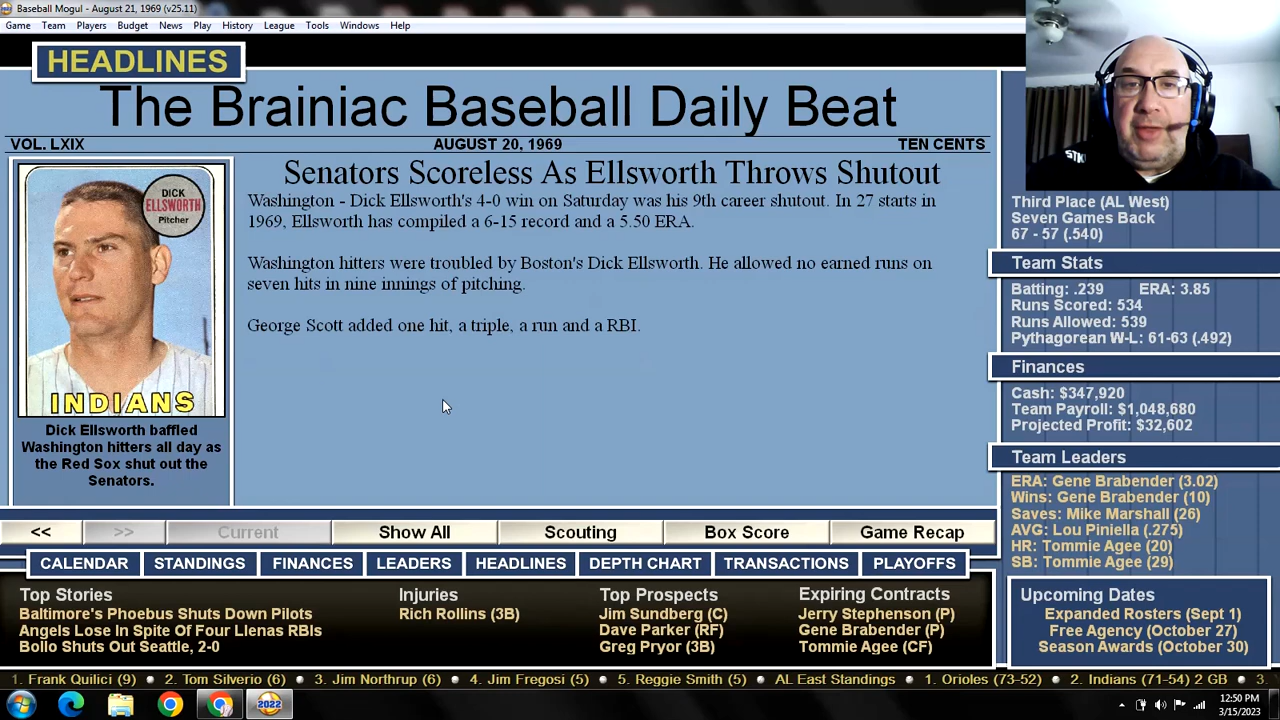 Baseball Mogul - August 21, 1969 (v25.11)
Game Team Players Budget News Play History League Tools Windows Help
HEADLINES
The Brainiac Baseball Daily Beat
VOL. LXIX AUGUST 20, 1969 TEN CENTS
DICK
ELLSWORTH
Pitcher
INDIANS
Dick Ellsworth baffled
Washington hitters all day as
the Red Sox shut out the
Senators.
Senators Scoreless As Ellsworth Throws Shutout
Washington - Dick Ellsworth's 4-0 win on Saturday was his 9th career shutout. In 27 starts in
1969, Ellsworth has compiled a 6-15 record and a 5.50 ERA.
Washington hitters were troubled by Boston's Dick Ellsworth. He allowed no earned runs on
seven hits in nine innings of pitching.
George Scott added one hit, a triple, a run and a RBI.
Third Place (AL West)
Seven Games Back
67 - 57 (.540)
Team Stats
Batting: .239 ERA: 3.85
Runs Scored: 534
Runs Allowed: 539
Pythagorean W-L: 61-63 (.492)
Finances
Cash: $347,920
Team Payroll: $1,048,680
Projected Profit: $32,602
Team Leaders
ERA: Gene Brabender (3.02)
Wins: Gene Brabender (10)
Saves: Mike Marshall (26)
AVG: Lou Piniella (.275)
HR: Tommie Agee (20)
SB: Tommie Agee (29)
<< >> Current Show All Scouting Box Score Game Recap
CALENDAR STANDINGS FINANCES LEADERS HEADLINES DEPTH CHART TRANSACTIONS PLAYOFFS
Top Stories
Baltimore's Phoebus Shuts Down Pilots
Angels Lose In Spite Of Four Llenas RBIs
Bollo Shuts Out Seattle, 2-0
Injuries
Rich Rollins (3B)
Top Prospects
Jim Sundberg (C)
Dave Parker (RF)
Greg Pryor (3B)
Expiring Contracts
Jerry Stephenson (P)
Gene Brabender (P)
Tommie Agee (CF)
Upcoming Dates
Expanded Rosters (Sept 1)
Free Agency (October 27)
Season Awards (October 30)
1. Frank Quilici (9) • 2. Tom Silverio (6) • 3. Jim Northrup (6) • 4. Jim Fregosi (5) • 5. Reggie Smith (5) • AL East Standings • 1. Orioles (73-52) • 2. Indians (71-54) 2 GB • 3.
2022
12:50 PM
3/15/2023